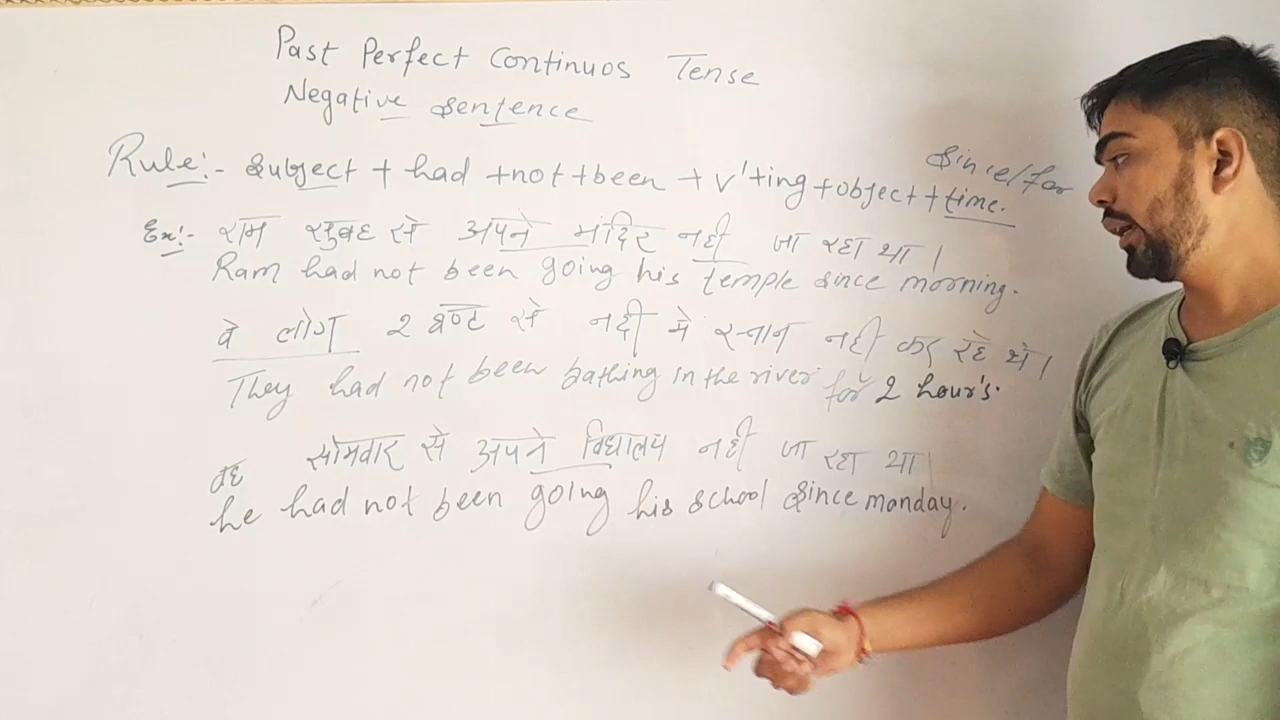 Past Perfect Continuos Tense
Negative Sentence
Since/for
Rule:- Subject + had +not+been + v'+ing +object + time.
Ex:- राम सुबह से अपने मंदिर नही जा रहा था।
Ram had not been going his temple since morning.
वे लोग 2 घण्टे से नदी मे स्नान नही कर रहे थे।
They had not been bathing in the river for 2 hour's.
वह सोमवार से अपने विद्यालय नही जा रहा था|
he had not been going his school since monday.